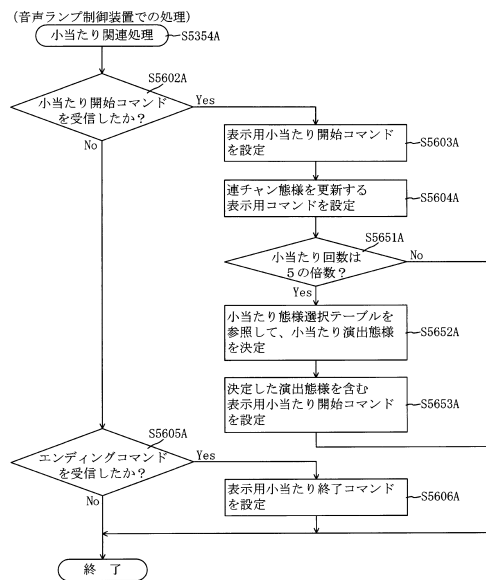 (音声ランプ制御装置での処理)
小当たり関連処理
S5354A
S5602A
小当たり開始コマンド
を受信したか?
Yes
No
表示用小当たり開始コマンド
を設定
S5603A
連チャン態様を更新する
表示用コマンドを設定
S5604A
S5651A
小当たり回数は
5の倍数?
No
Yes
小当たり態様選択テーブルを
参照して、小当たり演出態様
を決定
S5652A
決定した演出態様を含む
表示用小当たり開始コマンド
を設定
S5653A
S5605A
エンディングコマンド
を受信したか?
Yes
No
表示用小当たり終了コマンド
を設定
S5606A
終 了